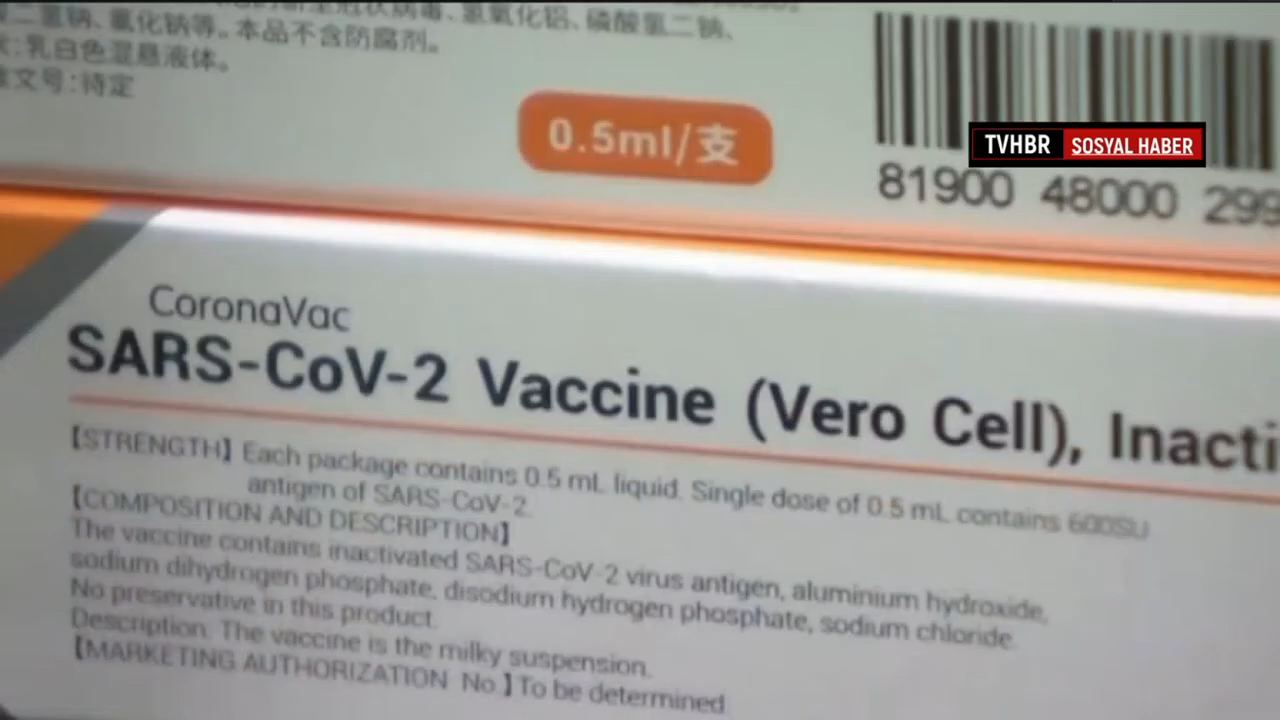 二氢钠、氯化钠等。本品不含防腐剂。
:乳白色混悬液体。
文号:待定
0.5ml/支
TVHBR SOSYAL HABER
81900 48000 299
CoronaVac
SARS-CoV-2 Vaccine (Vero Cell), Inacti
【STRENGTH】 Each package contains 0.5 mL liquid. Single dose of 0.5 mL contains 600SU
antigen of SARS-CoV-2.
【COMPOSITION AND DESCRIPTION】
The vaccine contains inactivated SARS-CoV-2 virus antigen, aluminium hydroxide,
sodium dihydrogen phosphate, disodium hydrogen phosphate, sodium chloride.
No preservative in this product.
Description: The vaccine is the milky suspension.
【MARKETING AUTHORIZATION No.】To be determined